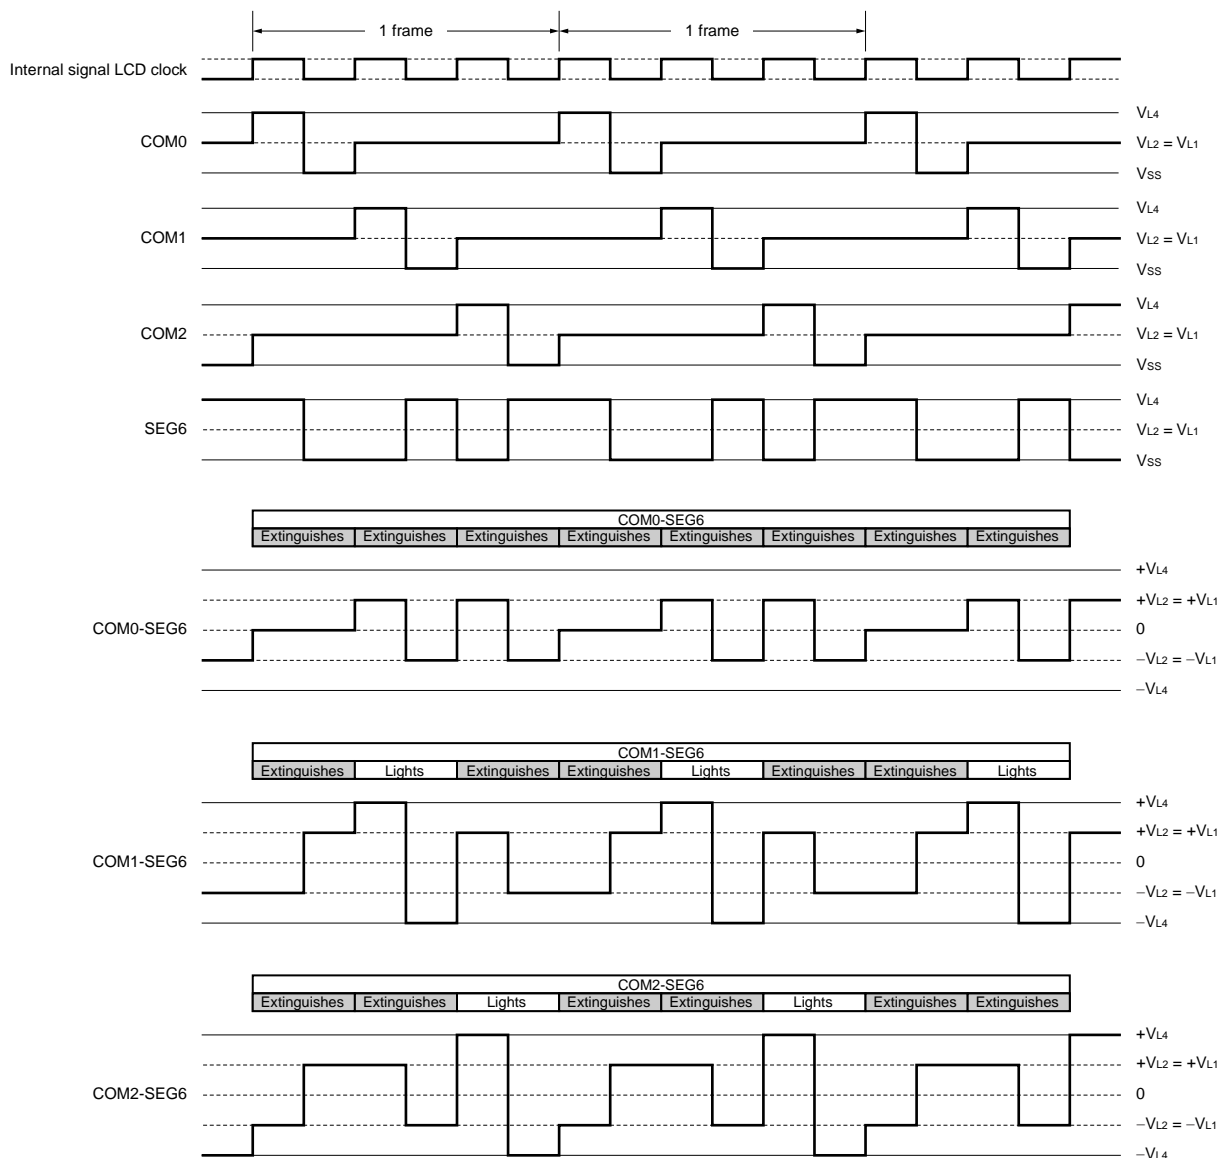 1 frame 1 frame
Internal signal LCD clock
VL4
COM0 VL2 = VL1
VSS
VL4
COM1 VL2 = VL1
VSS
VL4
COM2 VL2 = VL1
VSS
VL4
SEG6 VL2 = VL1
VSS
COM0-SEG6
Extinguishes Extinguishes Extinguishes Extinguishes Extinguishes Extinguishes Extinguishes Extinguishes
+VL4
+VL2 = +VL1
COM0-SEG6 0
−VL2 = −VL1
−VL4
COM1-SEG6
Extinguishes Lights Extinguishes Extinguishes Lights Extinguishes Extinguishes Lights
+VL4
+VL2 = +VL1
COM1-SEG6 0
−VL2 = −VL1
−VL4
COM2-SEG6
Extinguishes Extinguishes Lights Extinguishes Extinguishes Lights Extinguishes Extinguishes
+VL4
+VL2 = +VL1
COM2-SEG6 0
−VL2 = −VL1
−VL4